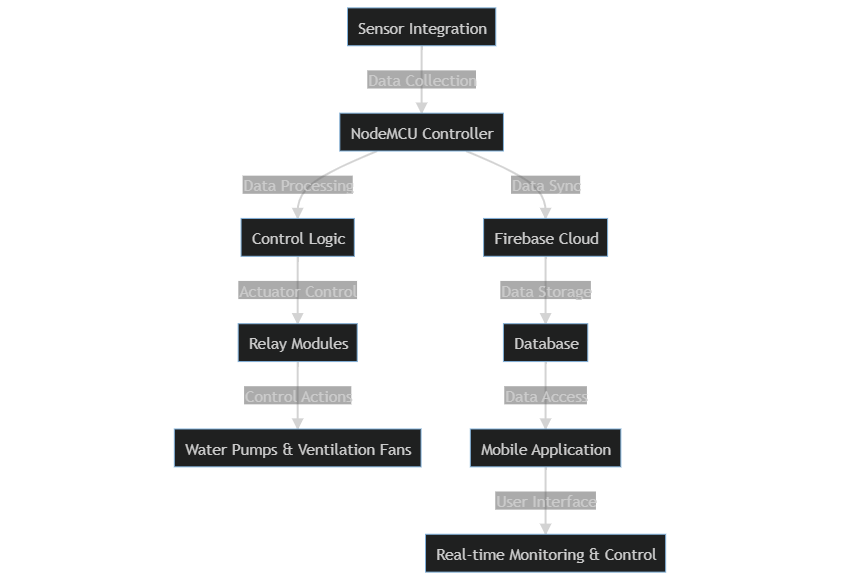 Sensor Integration
Data Collection
NodeMCU Controller
Data Processing
Data Sync
Control Logic
Firebase Cloud
Actuator Control
Data Storage
Relay Modules
Database
Control Actions
Data Access
Water Pumps & Ventilation Fans
Mobile Application
User Interface
Real-time Monitoring & Control